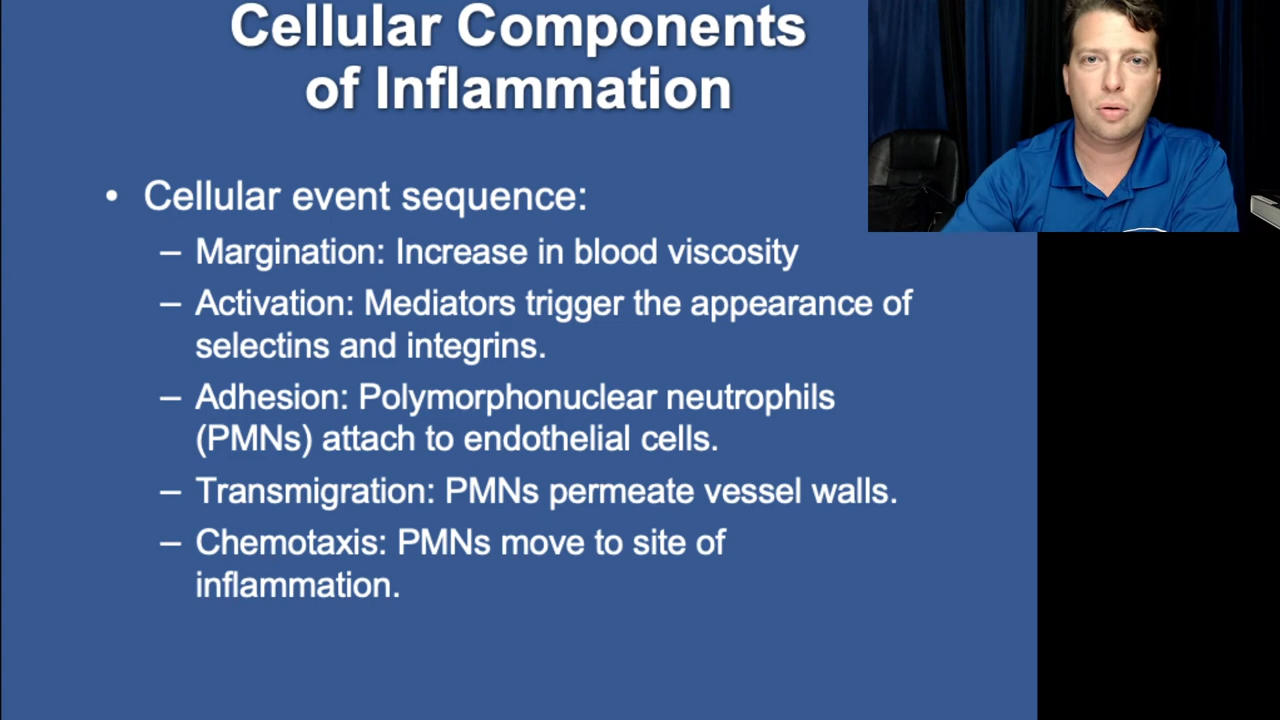 Cellular Components
of Inflammation
• Cellular event sequence:
– Margination: Increase in blood viscosity
– Activation: Mediators trigger the appearance of
selectins and integrins.
– Adhesion: Polymorphonuclear neutrophils
(PMNs) attach to endothelial cells.
– Transmigration: PMNs permeate vessel walls.
– Chemotaxis: PMNs move to site of
inflammation.